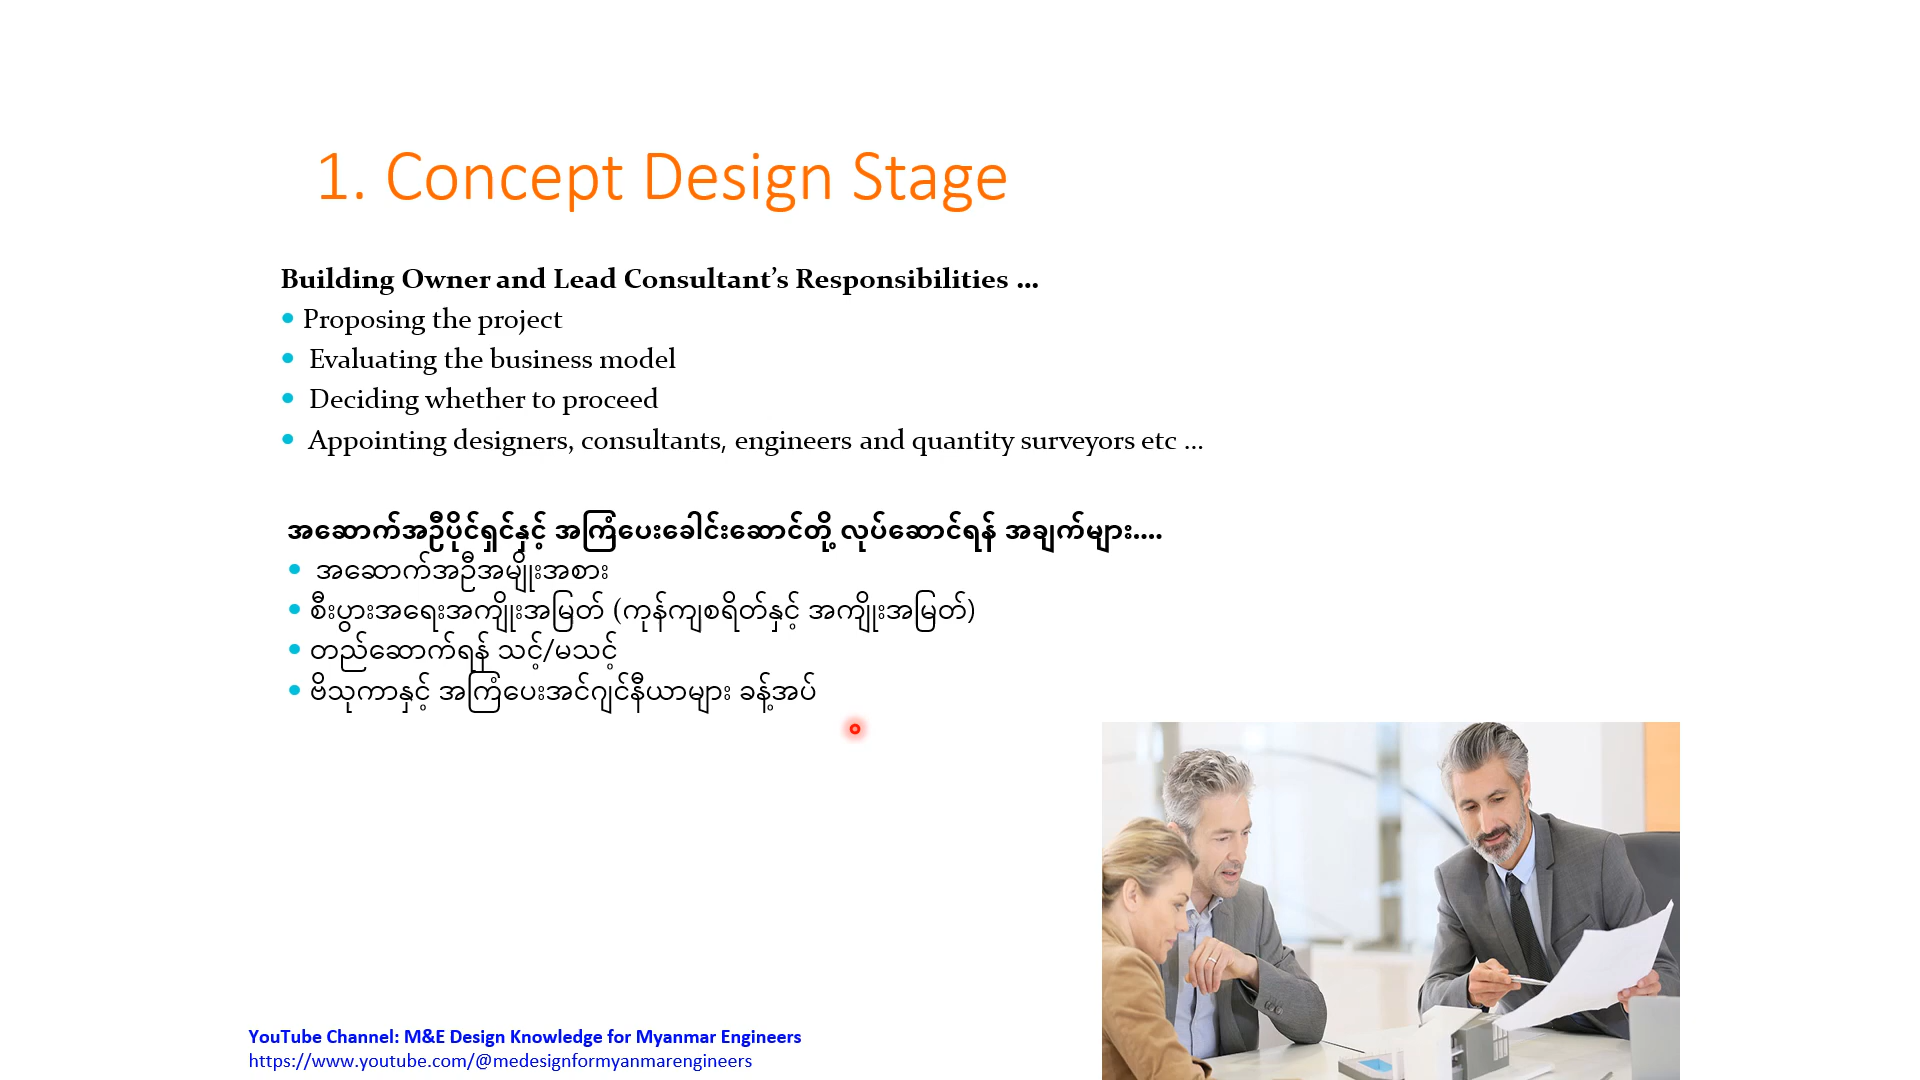 1. Concept Design Stage
Building Owner and Lead Consultant’s Responsibilities …
• Proposing the project
• Evaluating the business model
• Deciding whether to proceed
• Appointing designers, consultants, engineers and quantity surveyors etc …
အဆောက်အဦပိုင်ရှင်နှင့် အကြံပေးခေါင်းဆောင်တို့ လုပ်ဆောင်ရန် အချက်များ....
• အဆောက်အဦအမျိုးအစား
• စီးပွားအရေးအကျိုးအမြတ် (ကုန်ကျစရိတ်နှင့် အကျိုးအမြတ်)
• တည်ဆောက်ရန် သင့်/မသင့်
• ဗိသုကာနှင့် အကြံပေးအင်ဂျင်နီယာများ ခန့်အပ်
YouTube Channel: M&E Design Knowledge for Myanmar Engineers
https://www.youtube.com/@medesignformyanmarengineers